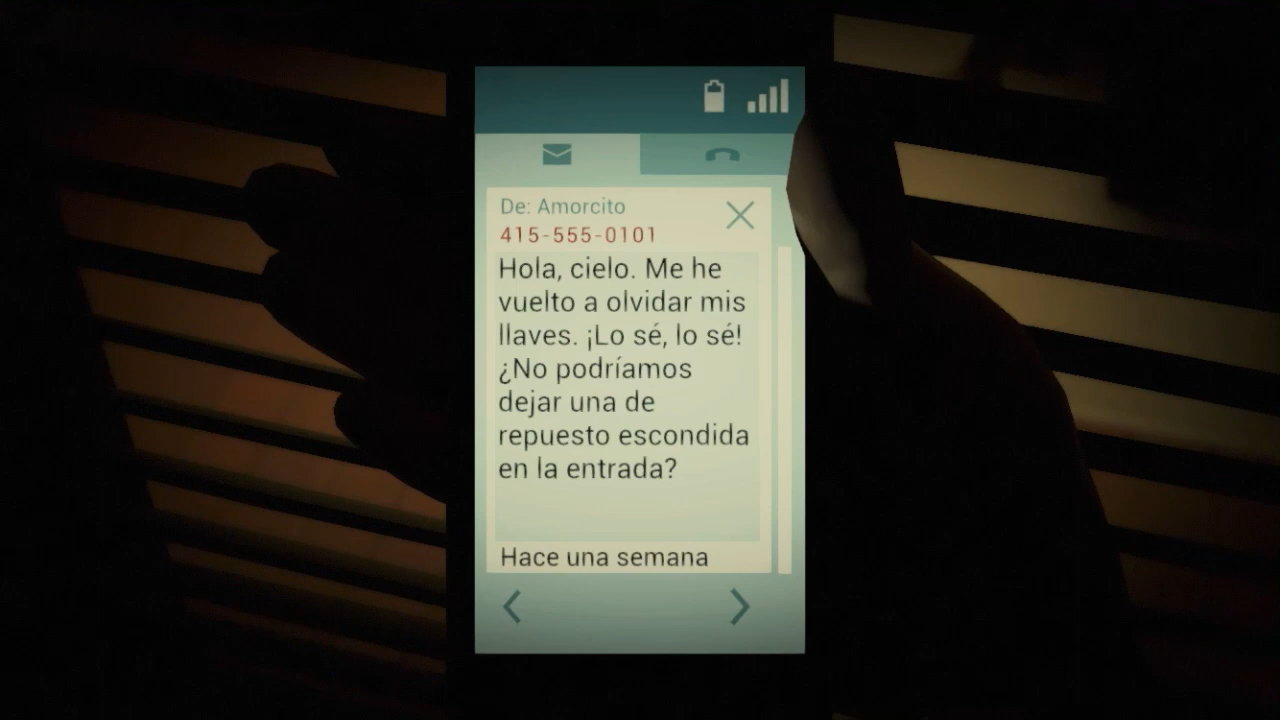 De: Amorcito
415-555-0101
Hola, cielo. Me he
vuelto a olvidar mis
llaves. ¡Lo sé, lo sé!
¿No podríamos
dejar una de
repuesto escondida
en la entrada?
Hace una semana